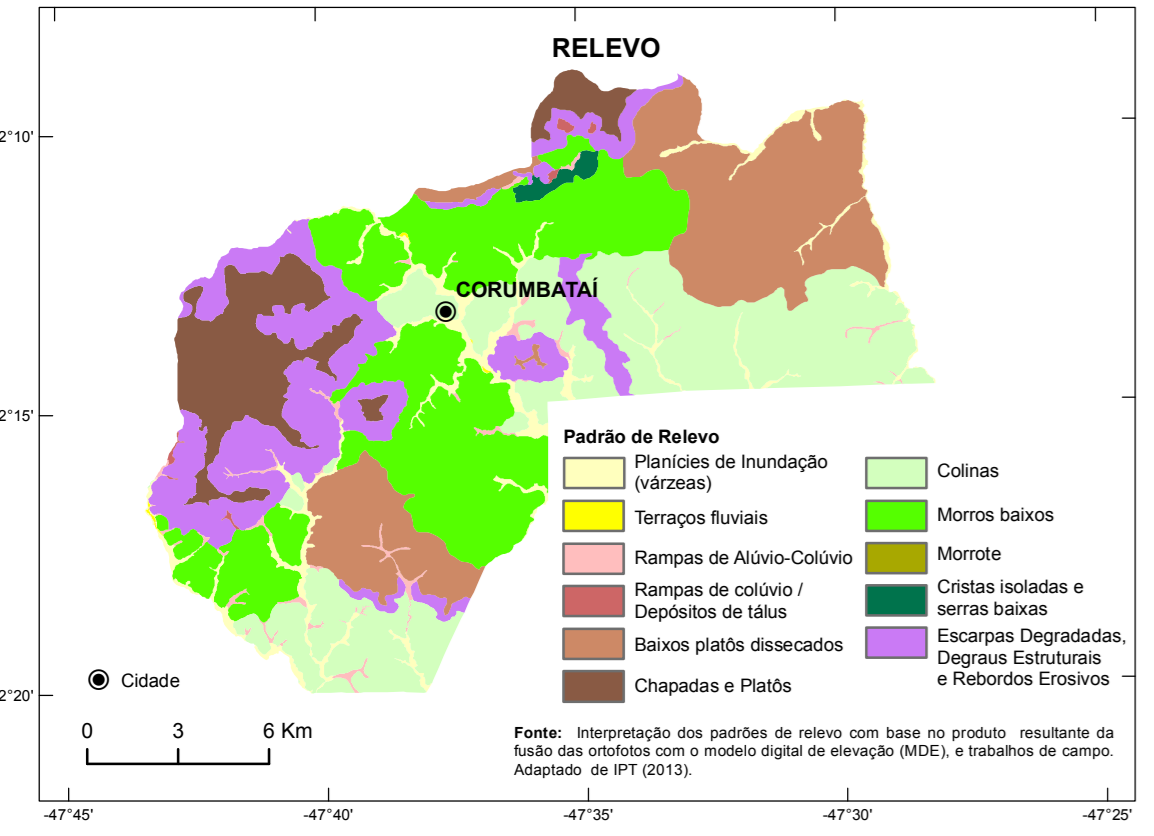 RELEVO
2°10'
CORUMBATAÍ
2°15'
Padrão de Relevo
Planícies de Inundação
(várzeas)
Terraços fluviais
Rampas de Alúvio-Colúvio
Rampas de colúvio /
Depósitos de tálus
Baixos platôs dissecados
Chapadas e Platôs
Colinas
Morros baixos
Morrote
Cristas isoladas e
serras baixas
Escarpas Degradadas,
Degraus Estruturais
e Rebordos Erosivos
2°20'
Cidade
0 3 6 Km
Fonte: Interpretação dos padrões de relevo com base no produto resultante da
fusão das ortofotos com o modelo digital de elevação (MDE), e trabalhos de campo.
Adaptado de IPT (2013).
-47°45' -47°40' -47°35' -47°30' -47°25'